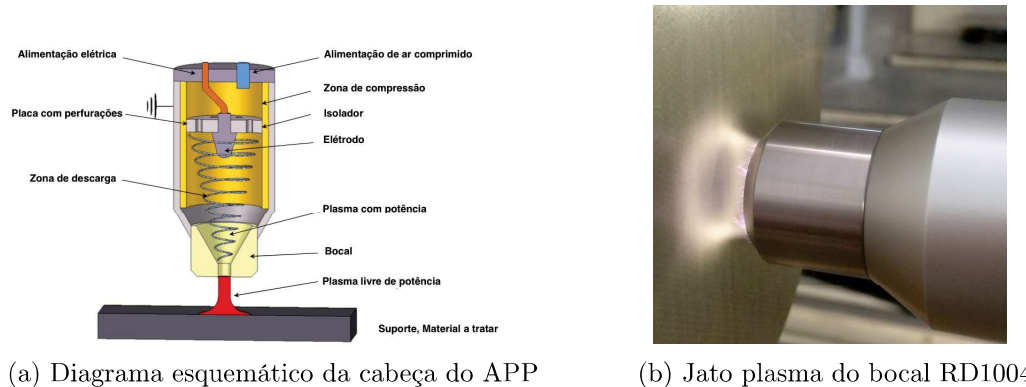 Alimentação elétrica
Alimentação de ar comprimido
Zona de compressão
Placa com perfurações
Isolador
Elétrodo
Zona de descarga
Plasma com potência
Bocal
Plasma livre de potência
Suporte, Material a tratar
(a) Diagrama esquemático da cabeça do APP
(b) Jato plasma do bocal RD1004